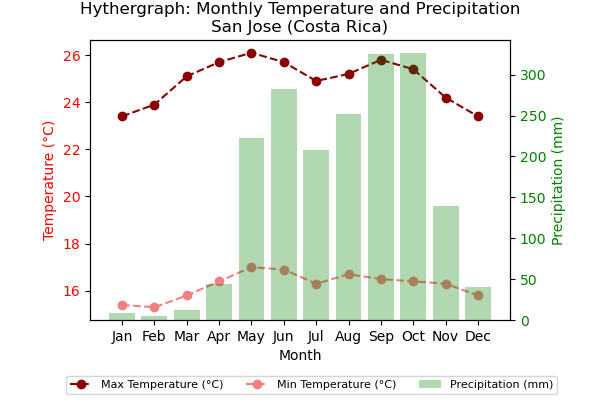 Hythergraph: Monthly Temperature and Precipitation
San Jose (Costa Rica)
Temperature (°C)
26
24
22
20
18
16
300
250
200
150
100
50
0
Precipitation (mm)
Jan Feb Mar Apr May Jun Jul Aug Sep Oct Nov Dec
Month
Max Temperature (°C) Min Temperature (°C) Precipitation (mm)